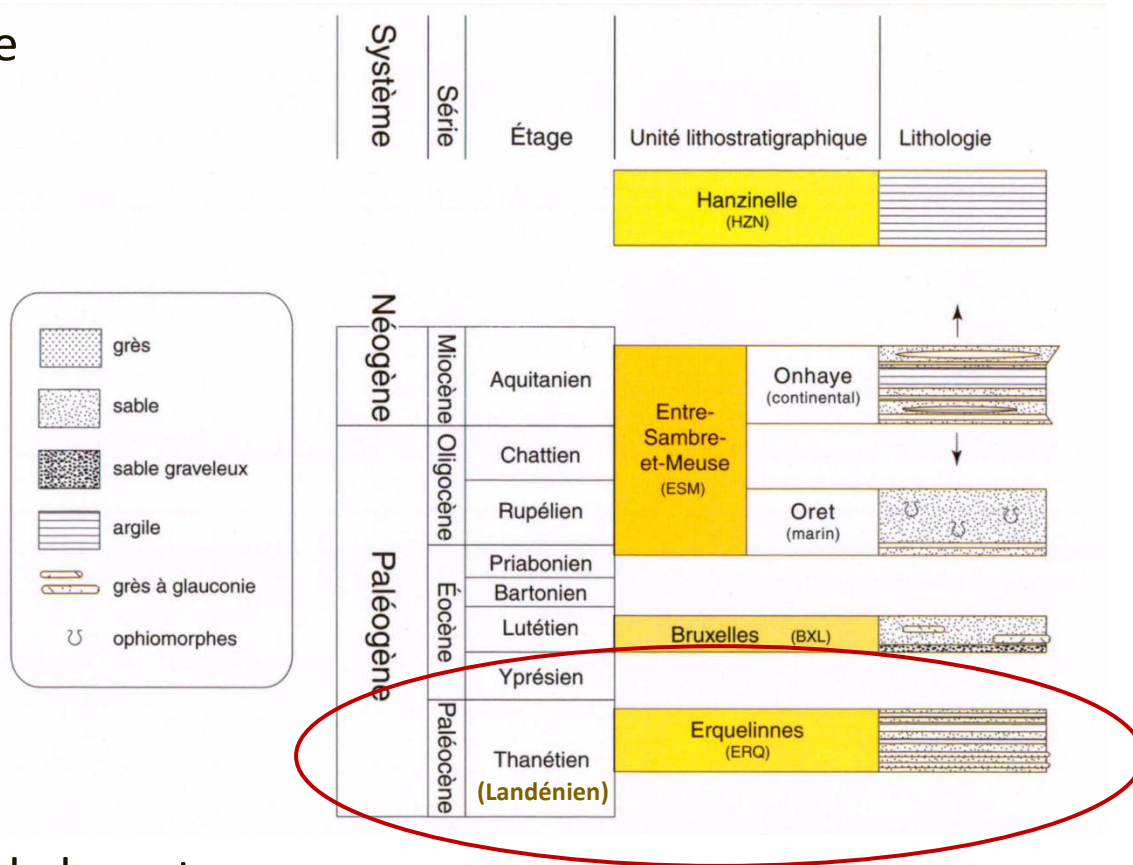 e
Système
Série
Étage
Unité lithostratigraphique
Lithologie
Hanzinelle
(HZN)
grès
sable
sable graveleux
argile
grès à glauconie
ophiomorphes
Néogène
Paléogène
Miocène
Oligocène
Éocène
Paléocène
Aquitanien
Chattien
Rupélien
Priabonien
Bartonien
Lutétien
Yprésien
Thanétien
(Landénien)
Entre-
Sambre-
et-Meuse
(ESM)
Onhaye
(continental)
Oret
(marin)
Bruxelles (BXL)
Erquelinnes
(ERQ)